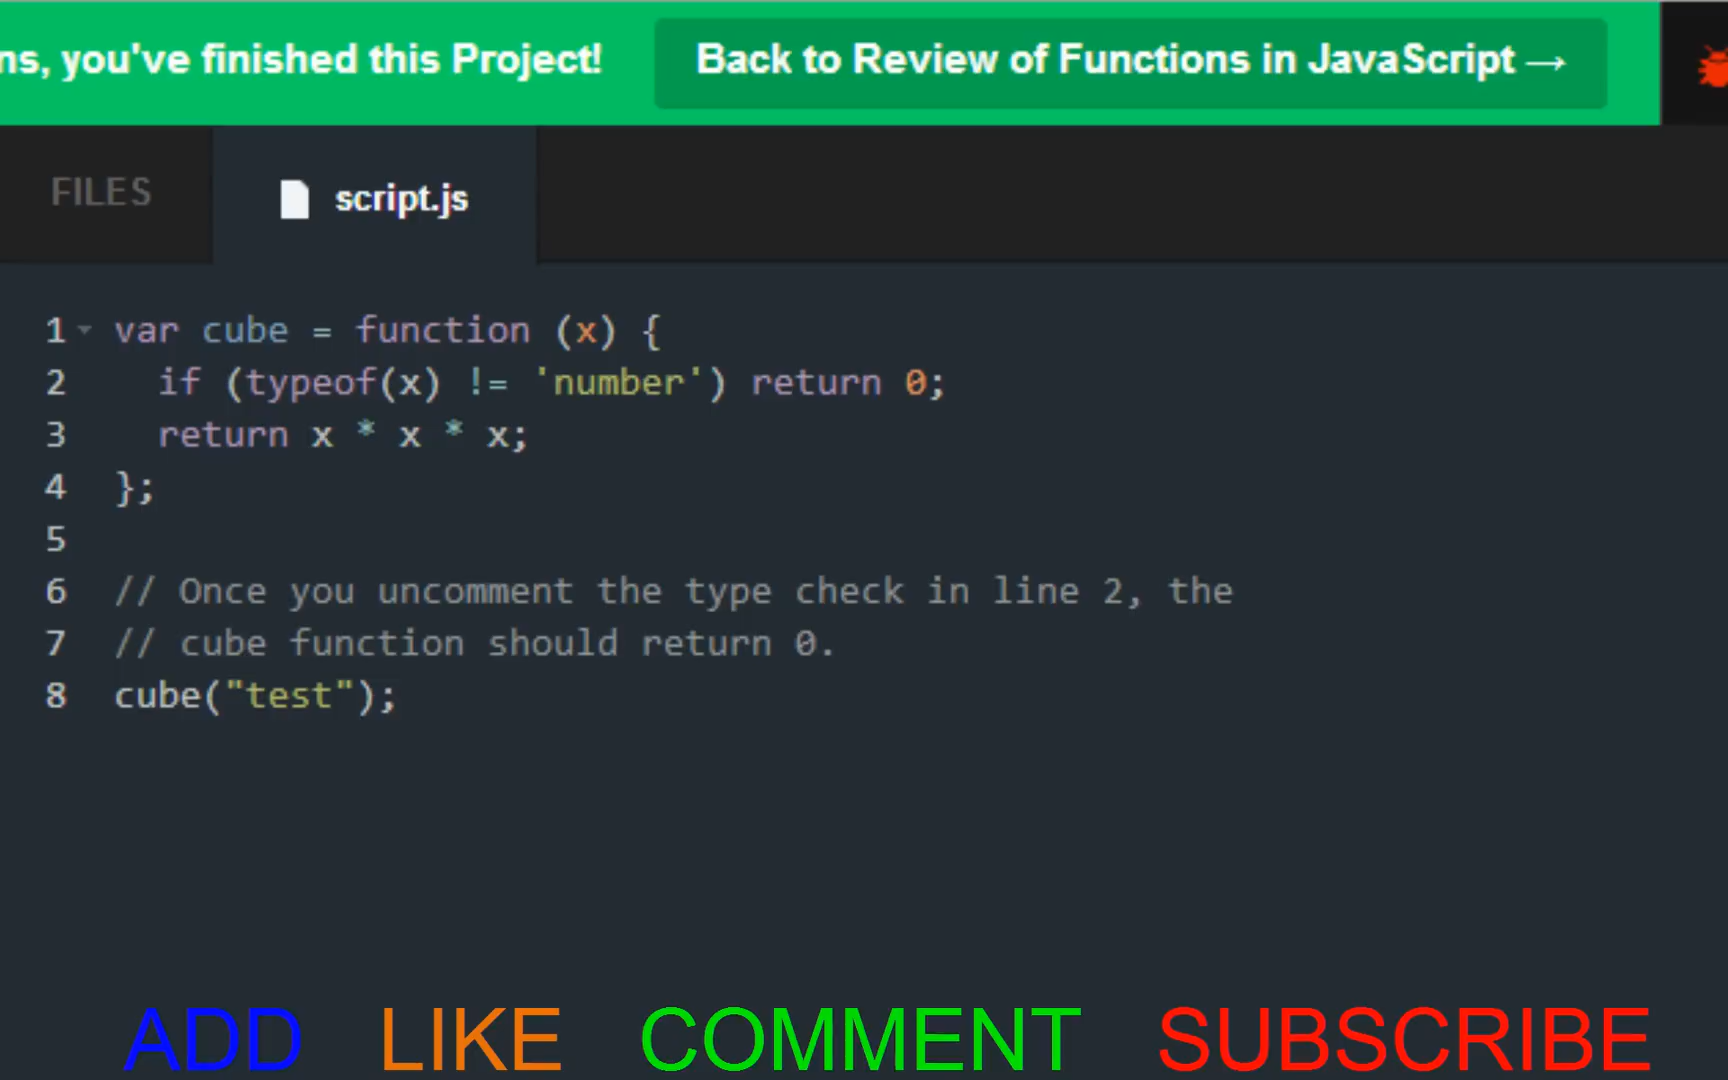 ns, you've finished this Project!
Back to Review of Functions in JavaScript →
FILES
script.js
1 var cube = function (x) {
2 if (typeof(x) != 'number') return 0;
3 return x * x * x;
4 };
5
6 // Once you uncomment the type check in line 2, the
7 // cube function should return 0.
8 cube("test");
ADD LIKE COMMENT SUBSCRIBE